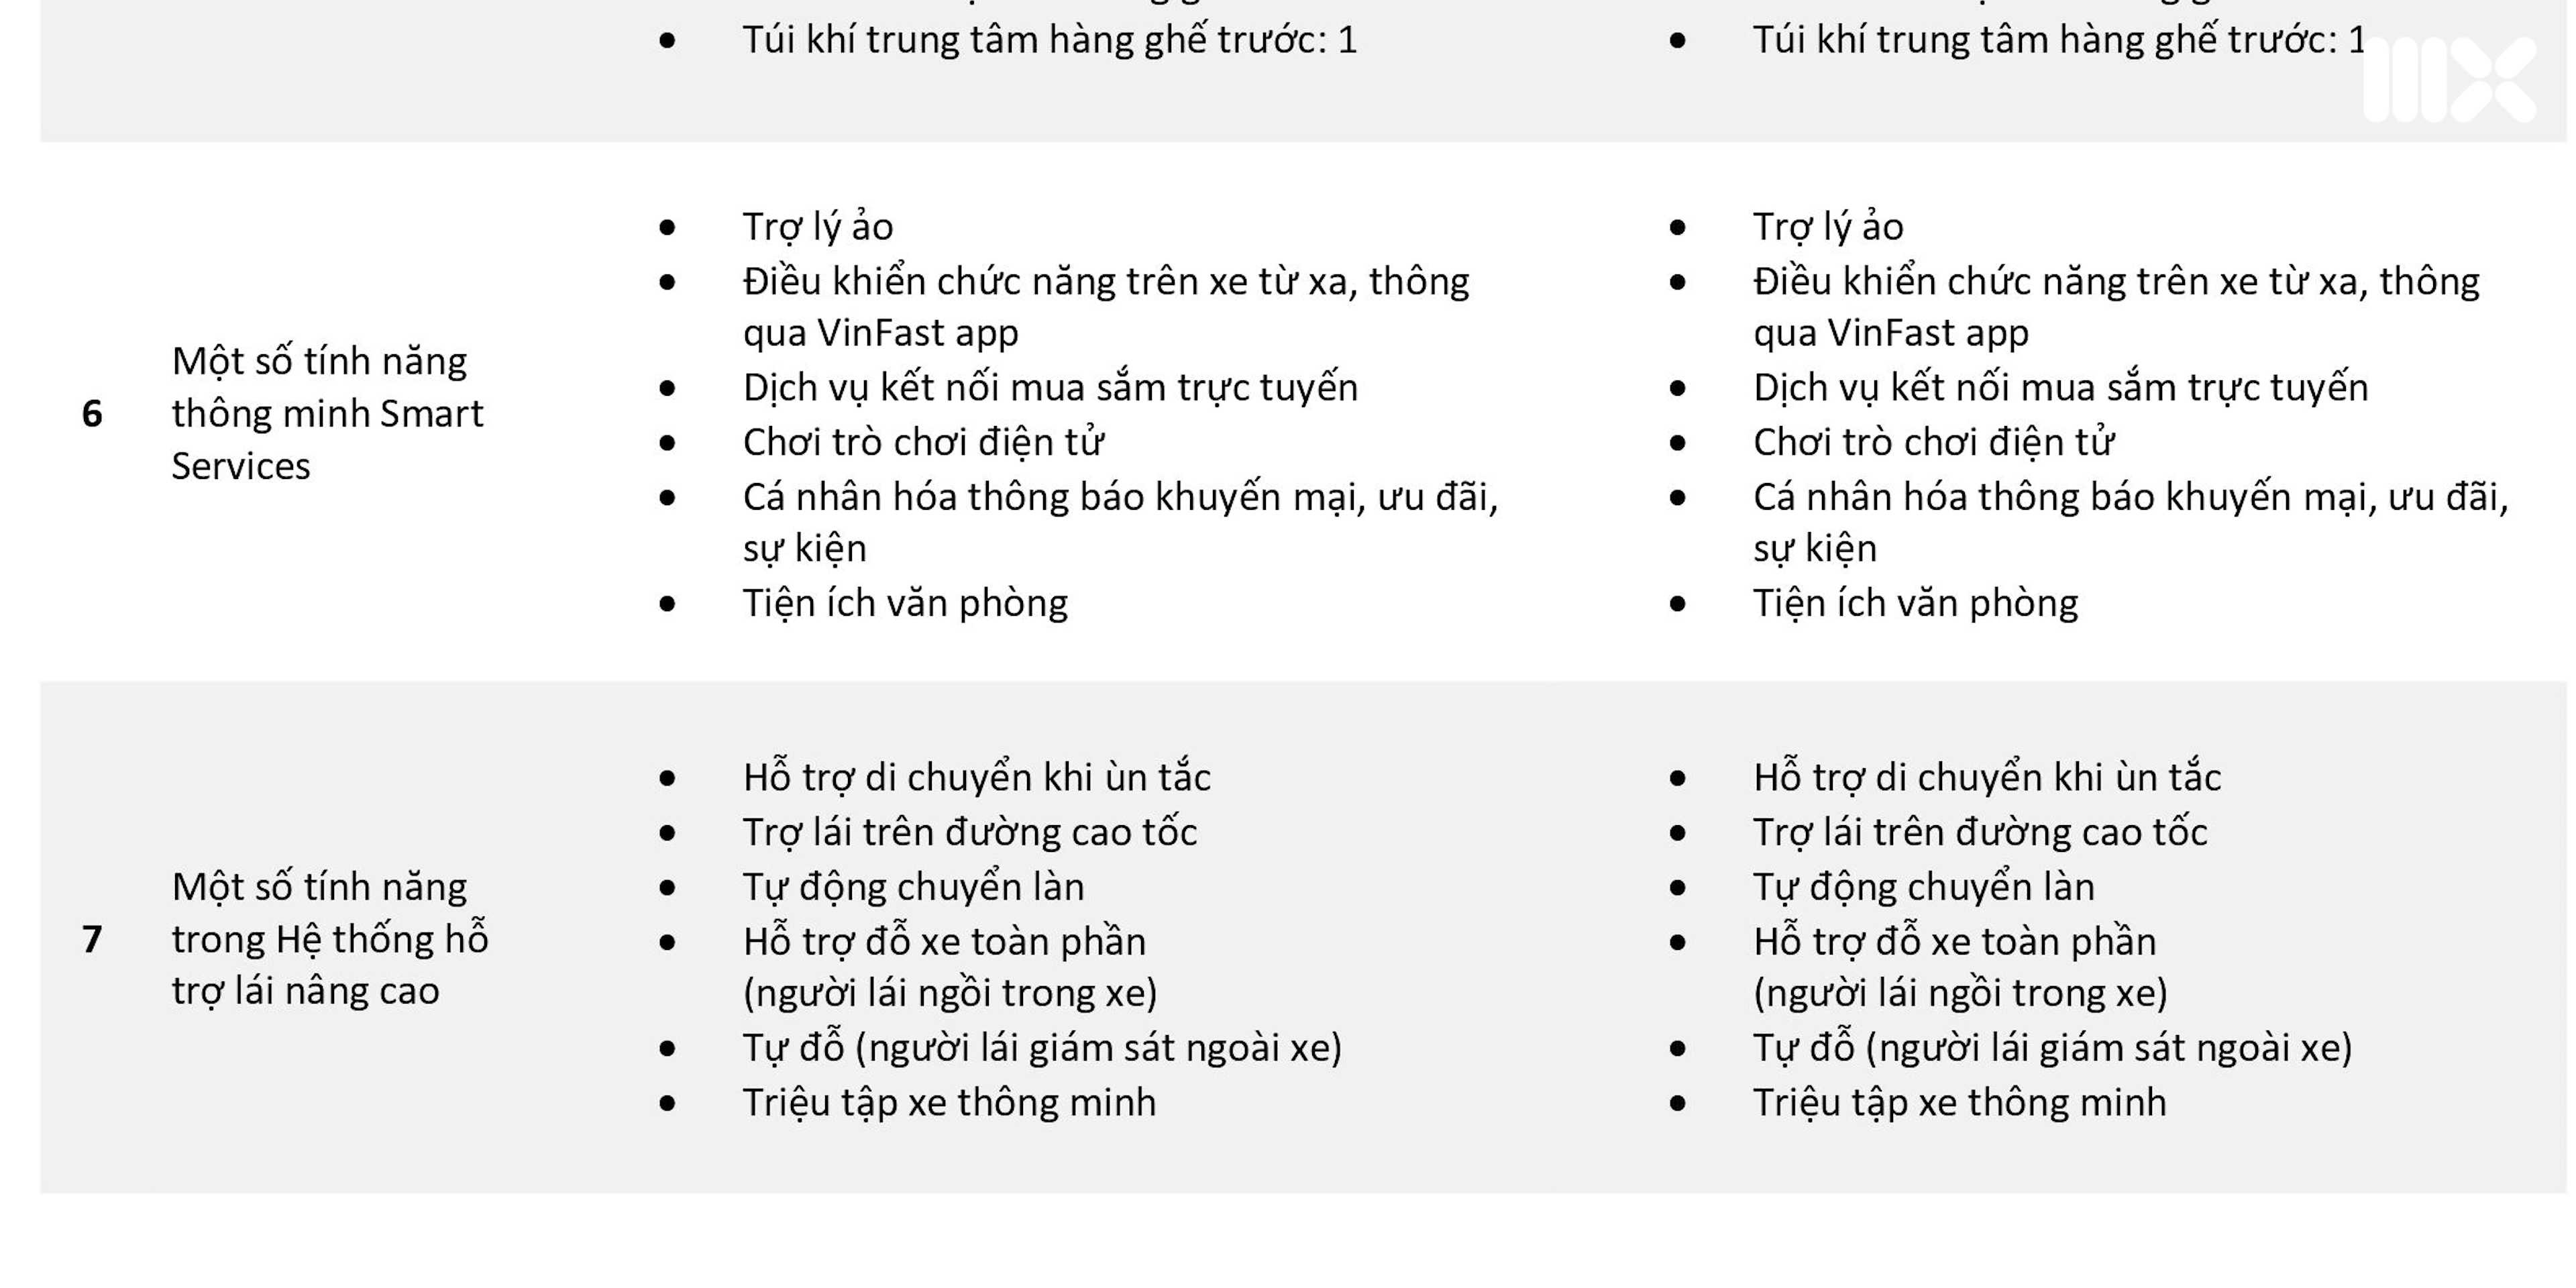 • Túi khí trung tâm hàng ghế trước: 1
• Túi khí trung tâm hàng ghế trước: 1
6
Một số tính năng
thông minh Smart
Services
• Trợ lý ảo
• Điều khiển chức năng trên xe từ xa, thông
qua VinFast app
• Dịch vụ kết nối mua sắm trực tuyến
• Chơi trò chơi điện tử
• Cá nhân hóa thông báo khuyến mại, ưu đãi,
sự kiện
• Tiện ích văn phòng
• Trợ lý ảo
• Điều khiển chức năng trên xe từ xa, thông
qua VinFast app
• Dịch vụ kết nối mua sắm trực tuyến
• Chơi trò chơi điện tử
• Cá nhân hóa thông báo khuyến mại, ưu đãi,
sự kiện
• Tiện ích văn phòng
7
Một số tính năng
trong Hệ thống hỗ
trợ lái nâng cao
• Hỗ trợ di chuyển khi ùn tắc
• Trợ lái trên đường cao tốc
• Tự động chuyển làn
• Hỗ trợ đỗ xe toàn phần
(người lái ngồi trong xe)
• Tự đỗ (người lái giám sát ngoài xe)
• Triệu tập xe thông minh
• Hỗ trợ di chuyển khi ùn tắc
• Trợ lái trên đường cao tốc
• Tự động chuyển làn
• Hỗ trợ đỗ xe toàn phần
(người lái ngồi trong xe)
• Tự đỗ (người lái giám sát ngoài xe)
• Triệu tập xe thông minh